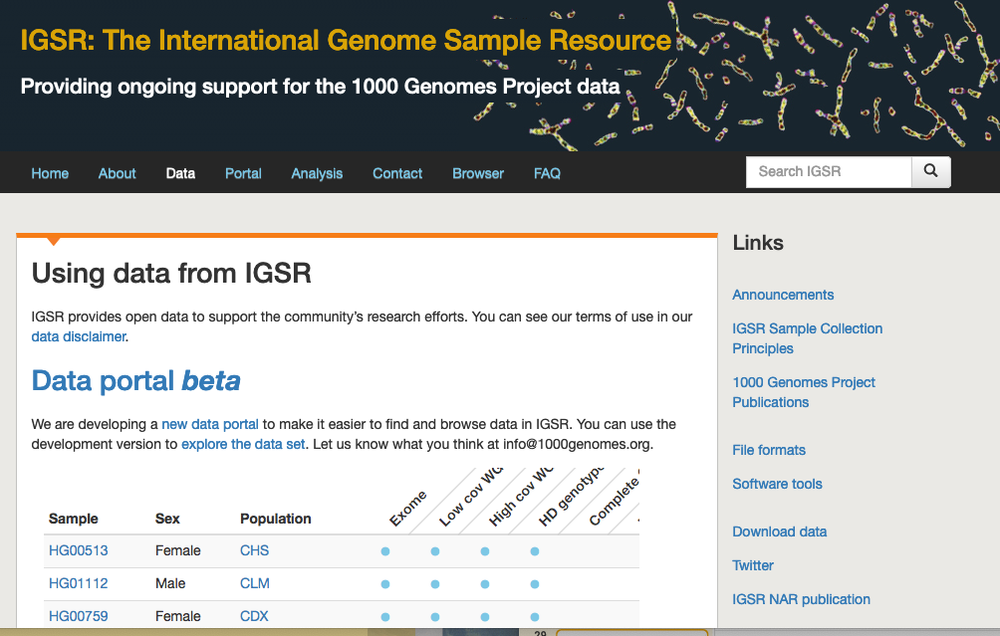 IGSR: The International Genome Sample Resource
Providing ongoing support for the 1000 Genomes Project data
Home About Data Portal Analysis Contact Browser FAQ Search IGSR
Using data from IGSR
IGSR provides open data to support the community's research efforts. You can see our terms of use in our
data disclaimer.
Data portal beta
We are developing a new data portal to make it easier to find and browse data in IGSR. You can use the
development version to explore the data set. Let us know what you think at info@1000genomes.org.
Sample Sex Population Exome Low cov High cov HD Complete
HG00513 Female CHS
HG01112 Male CLM
HG00759 Female CDX
Links
Announcements
IGSR Sample Collection
Principles
1000 Genomes Project
Publications
File formats
Software tools
Download data
Twitter
IGSR NAR publication